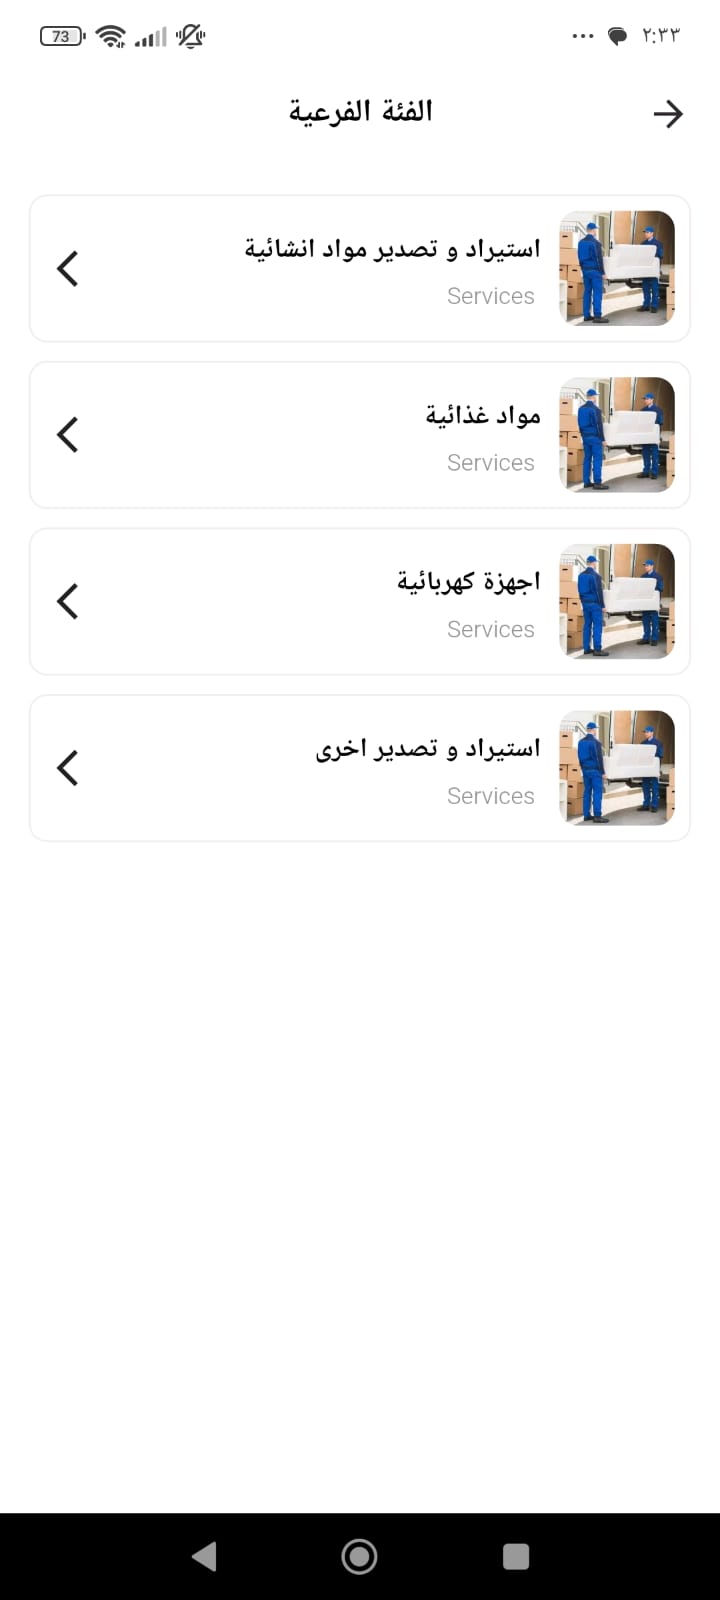 73
٢:٣٣
الفئة الفرعية
استيراد و تصدير مواد انشائية
Services
مواد غذائية
Services
اجهزة كهربائية
Services
استيراد و تصدير اخرى
Services